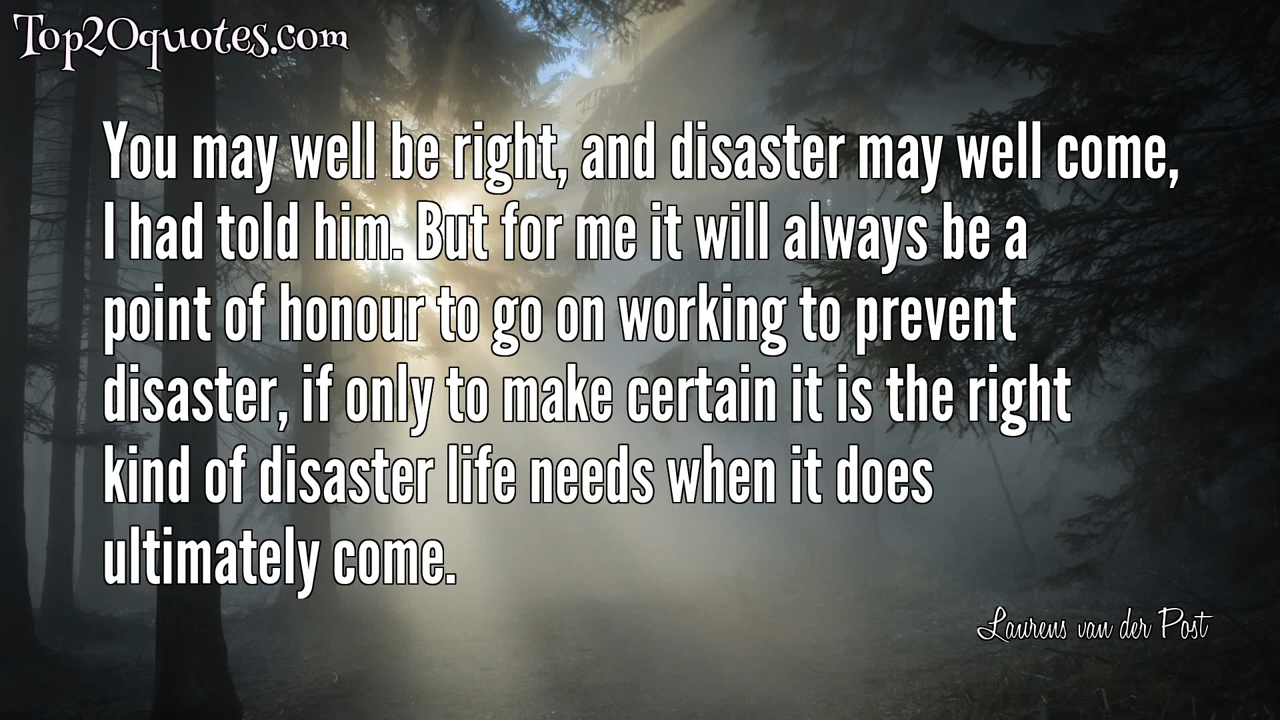 Top20quotes.com
You may well be right, and disaster may well come,
I had told him. But for me it will always be a
point of honour to go on working to prevent
disaster, if only to make certain it is the right
kind of disaster life needs when it does
ultimately come.
Laurens van der Post